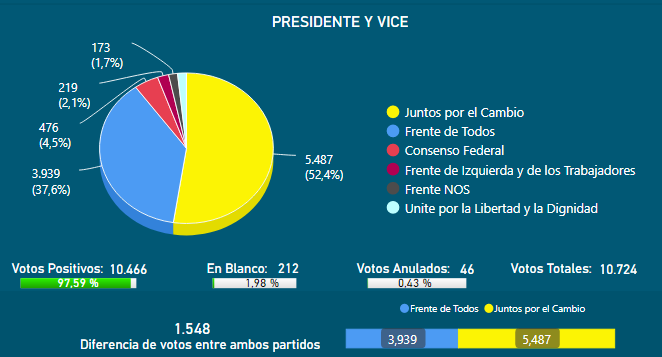 PRESIDENTE Y VICE
173
(1,7%)
219
(2,1%)
476
(4,5%)
3.939
(37,6%)
5.487
(52,4%)
Juntos por el Cambio
Frente de Todos
Consenso Federal
Frente de Izquierda y de los Trabajadores
Frente NOS
Unite por la Libertad y la Dignidad
Votos Positivos: 10.466
97,59 %
En Blanco: 212
1,98 %
Votos Anulados: 46
0,43 %
Votos Totales: 10.724
Frente de Todos Juntos por el Cambio
1.548
Diferencia de votos entre ambos partidos
3,939 5,487